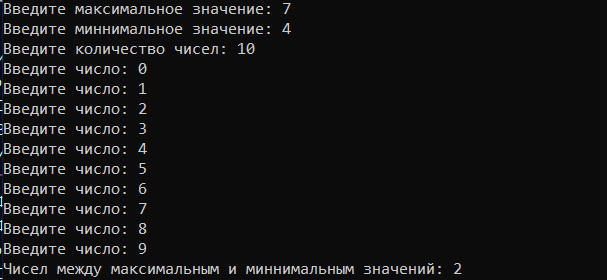 Введите максимальное значение: 7
Введите миннимальное значение: 4
Введите количество чисел: 10
Введите число: 0
Введите число: 1
Введите число: 2
Введите число: 3
Введите число: 4
Введите число: 5
Введите число: 6
Введите число: 7
Введите число: 8
Введите число: 9
Чисел между максимальным и миннимальным значений: 2